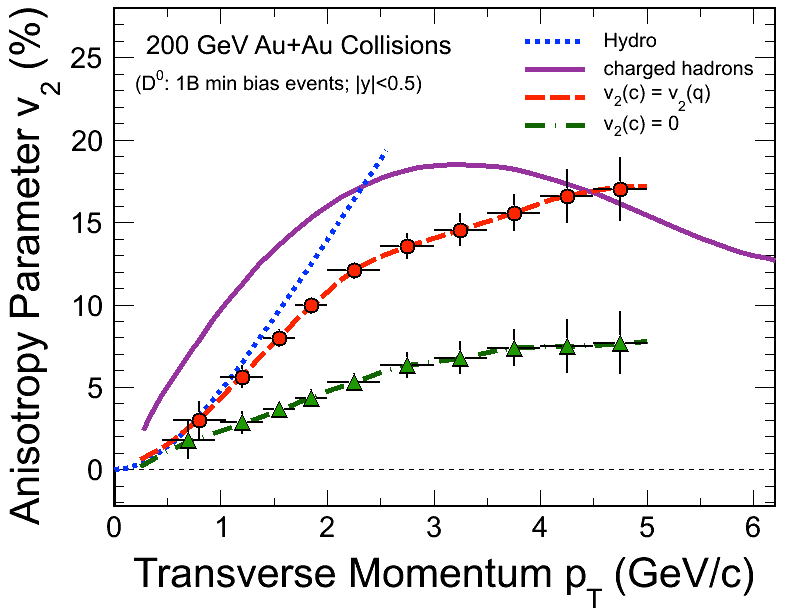 200 GeV Au+Au Collisions
(D⁰: 1B min bias events; |y|<0.5)
Hydro
charged hadrons
v₂(c) = v₂(q)
v₂(c) = 0
Anisotropy Parameter v₂ (%)
25
20
15
10
5
0
0 1 2 3 4 5 6
Transverse Momentum p_T (GeV/c)